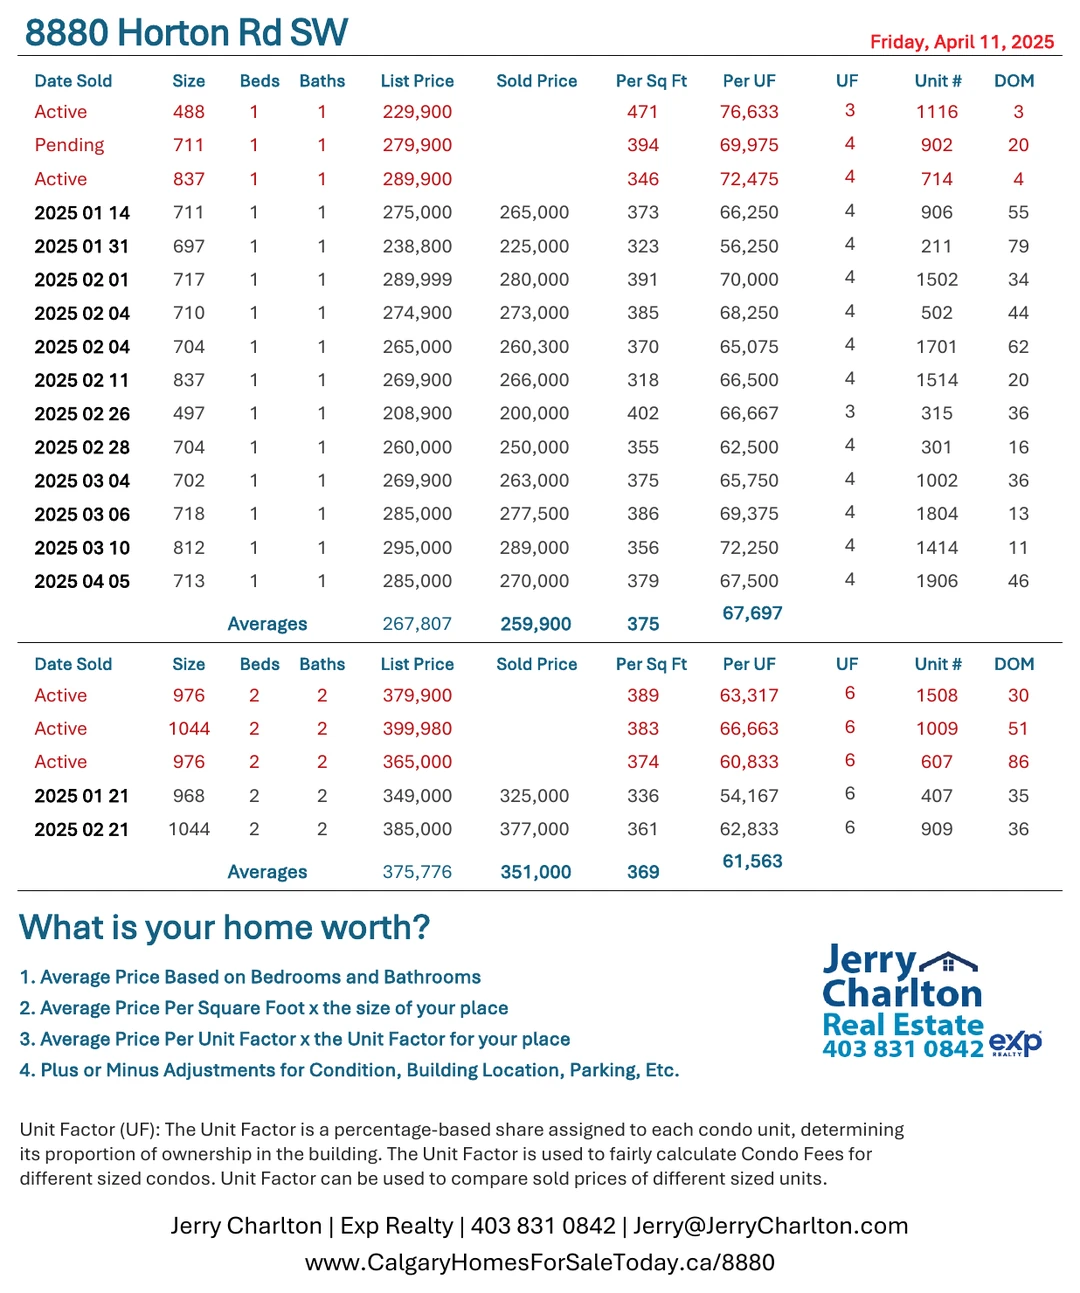 8880 Horton Rd SW
Friday, April 11, 2025
Date Sold Size Beds Baths List Price Sold Price Per Sq Ft Per UF UF Unit # DOM
Active 488 1 1 229,900 471 76,633 3 1116 3
Pending 711 1 1 279,900 394 69,975 4 902 20
Active 837 1 1 289,900 346 72,475 4 714 4
2025 01 14 711 1 1 275,000 265,000 373 66,250 4 906 55
2025 01 31 697 1 1 238,800 225,000 323 56,250 4 211 79
2025 02 01 717 1 1 289,999 280,000 391 70,000 4 1502 34
2025 02 04 710 1 1 274,900 273,000 385 68,250 4 502 44
2025 02 04 704 1 1 265,000 260,300 370 65,075 4 1701 62
2025 02 11 837 1 1 269,900 266,000 318 66,500 4 1514 20
2025 02 26 497 1 1 208,900 200,000 402 66,667 3 315 36
2025 02 28 704 1 1 260,000 250,000 355 62,500 4 301 16
2025 03 04 702 1 1 269,900 263,000 375 65,750 4 1002 36
2025 03 06 718 1 1 285,000 277,500 386 69,375 4 1804 13
2025 03 10 812 1 1 295,000 289,000 356 72,250 4 1414 11
2025 04 05 713 1 1 285,000 270,000 379 67,500 4 1906 46
Averages 267,807 259,900 375 67,697
Date Sold Size Beds Baths List Price Sold Price Per Sq Ft Per UF UF Unit # DOM
Active 976 2 2 379,900 389 63,317 6 1508 30
Active 1044 2 2 399,980 383 66,663 6 1009 51
Active 976 2 2 365,000 374 60,833 6 607 86
2025 01 21 968 2 2 349,000 325,000 336 54,167 6 407 35
2025 02 21 1044 2 2 385,000 377,000 361 62,833 6 909 36
Averages 375,776 351,000 369 61,563
What is your home worth?
1. Average Price Based on Bedrooms and Bathrooms
2. Average Price Per Square Foot x the size of your place
3. Average Price Per Unit Factor x the Unit Factor for your place
4. Plus or Minus Adjustments for Condition, Building Location, Parking, Etc.
Jerry
Charlton
Real Estate
403 831 0842
exp
REALTY
Unit Factor (UF): The Unit Factor is a percentage-based share assigned to each condo unit, determining
its proportion of ownership in the building. The Unit Factor is used to fairly calculate Condo Fees for
different sized condos. Unit Factor can be used to compare sold prices of different sized units.
Jerry Charlton | Exp Realty | 403 831 0842 | Jerry@JerryCharlton.com
www.CalgaryHomesForSaleToday.ca/8880